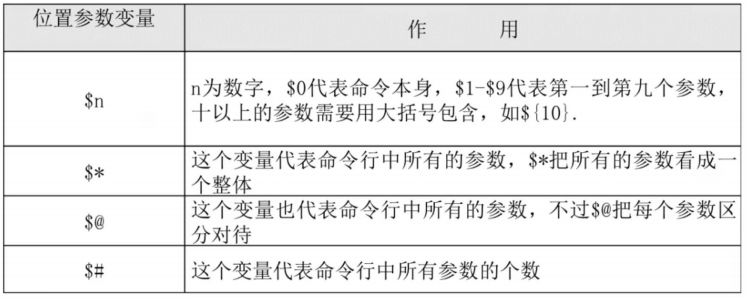 位置参数变量
作 用
$n
n为数字，$0代表命令本身，$1-$9代表第一到第九个参数，
十以上的参数需要用大括号包含，如${10}.
$*
这个变量代表命令行中所有的参数，$*把所有的参数看成一
个整体
$@
这个变量也代表命令行中所有的参数，不过$@把每个参数区
分对待
$#
这个变量代表命令行中所有参数的个数